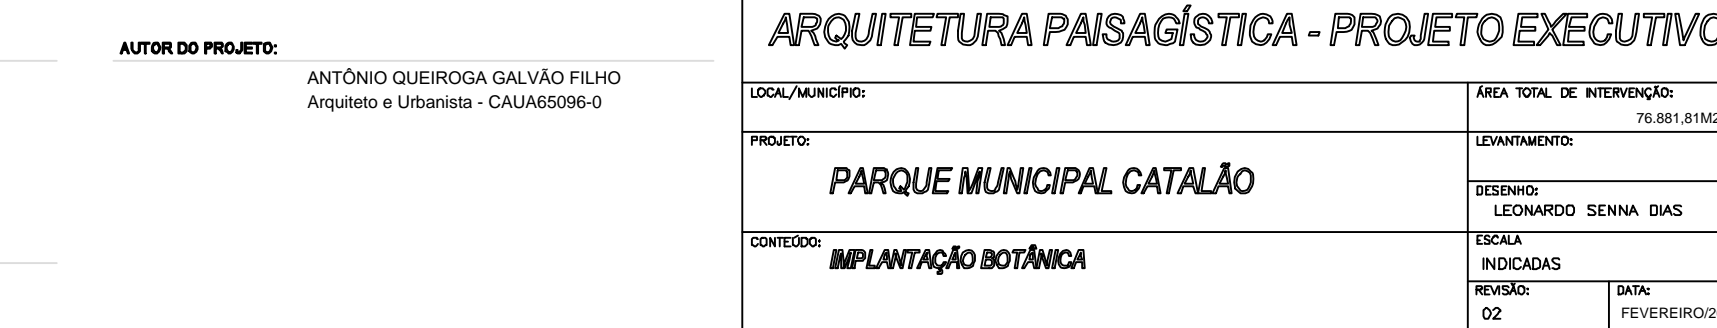 AUTOR DO PROJETO:
ANTÔNIO QUEIROGA GALVÃO FILHO
Arquiteto e Urbanista - CAUA65096-0
ARQUITETURA PAISAGÍSTICA - PROJETO EXECUTIVO
LOCAL/MUNICÍPIO:
ÁREA TOTAL DE INTERVENÇÃO:
76.881,81M2
PROJETO:
PARQUE MUNICIPAL CATALÃO
LEVANTAMENTO:
DESENHO:
LEONARDO SENNA DIAS
CONTEÚDO:
IMPLANTAÇÃO BOTÂNICA
ESCALA
INDICADAS
REVISÃO:
02
DATA:
FEVEREIRO/2